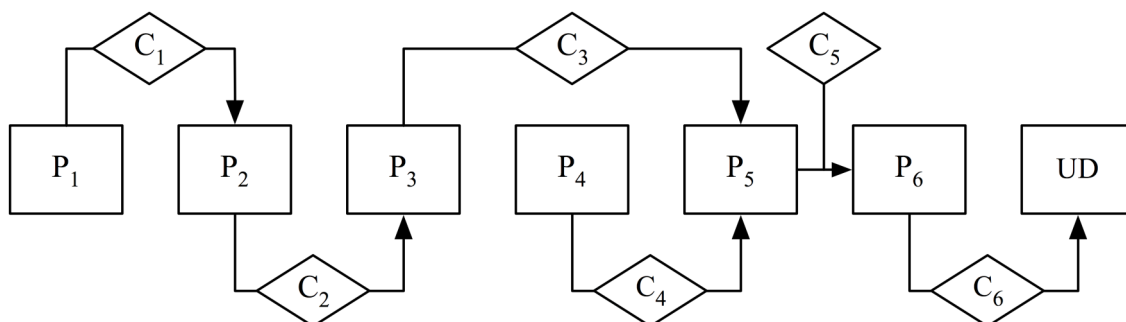 C₁
C₃
C₅
P₁
P₂
P₃
P₄
P₅
P₆
UD
C₂
C₄
C₆